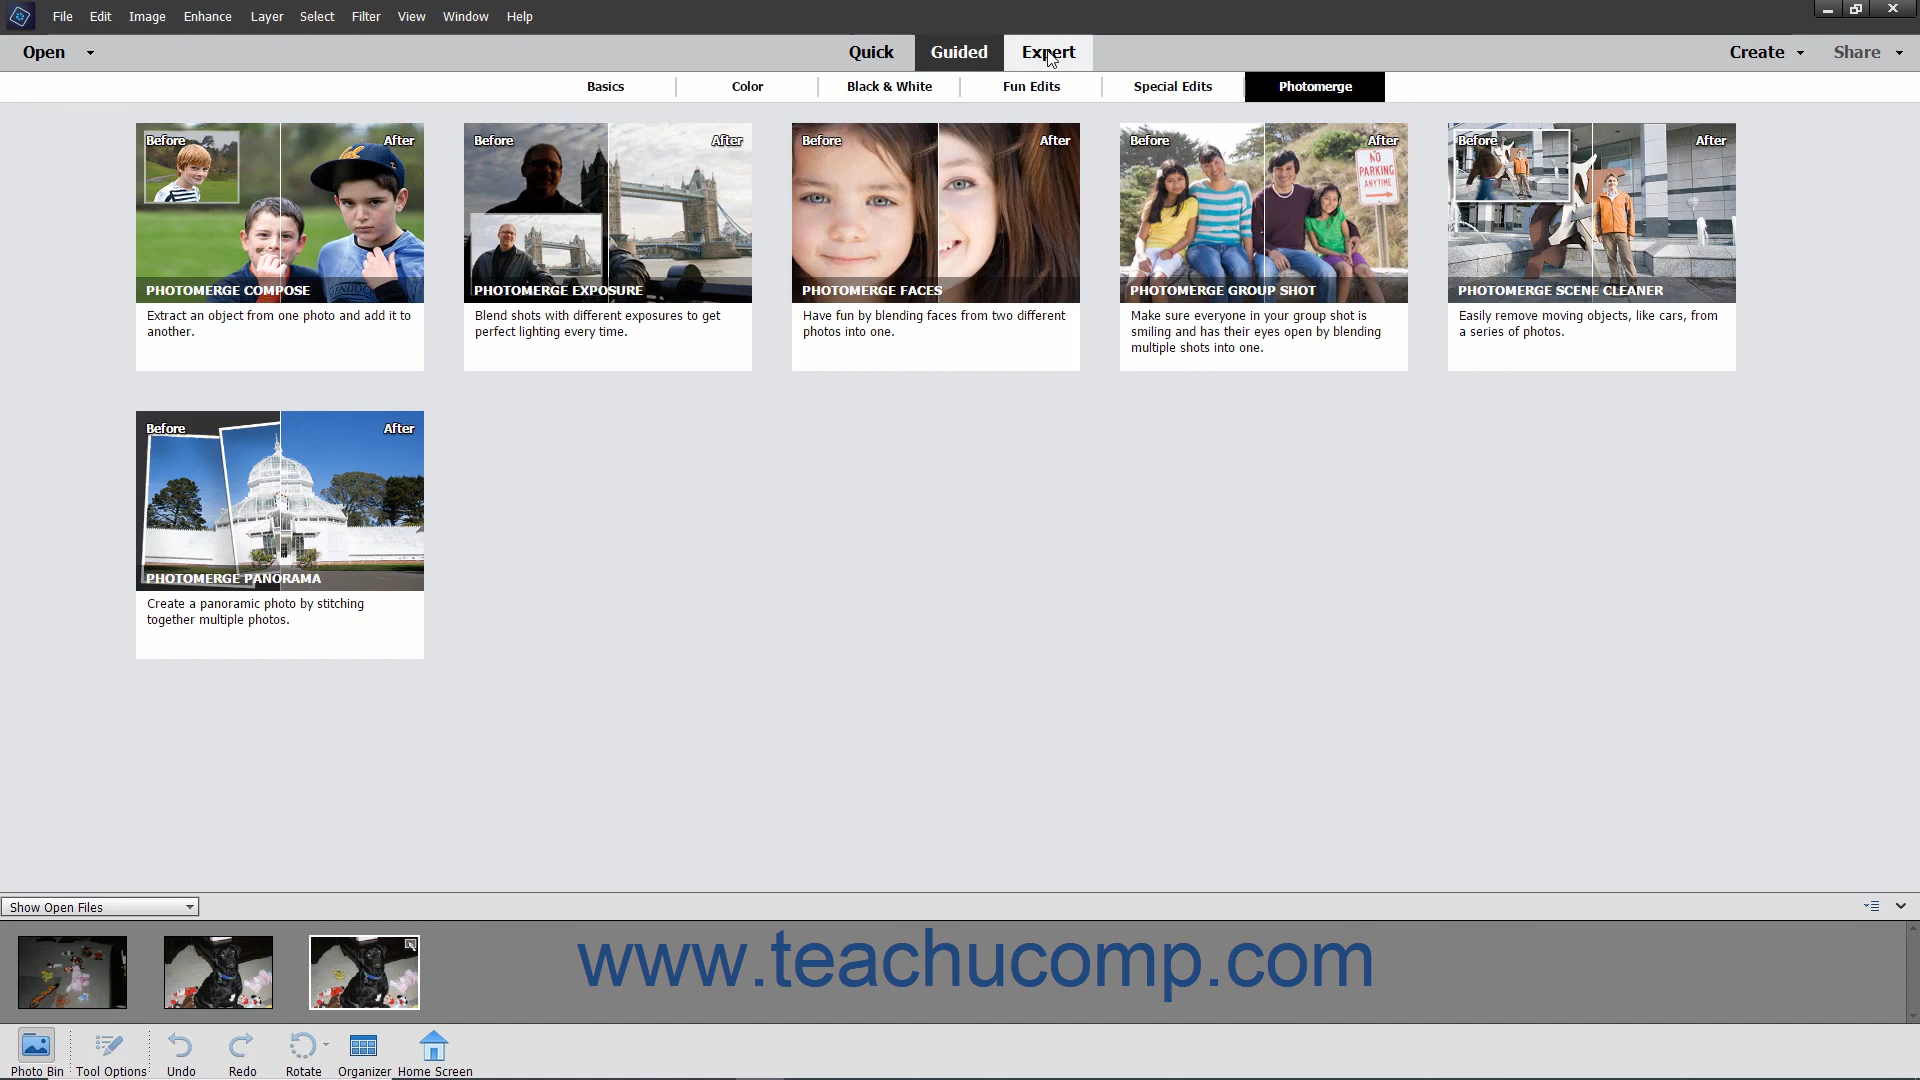 File Edit Image Enhance Layer Select Filter View Window Help
Open Quick Guided Expert Create Share
Basics Color Black & White Fun Edits Special Edits Photomerge
Before After
PHOTOMERGE COMPOSE
Extract an object from one photo and add it to
another.
Before After
PHOTOMERGE EXPOSURE
Blend shots with different exposures to get
perfect lighting every time.
Before After
PHOTOMERGE FACES
Have fun by blending faces from two different
photos into one.
Before After
NO
PARKING
ANYTIME
PHOTOMERGE GROUP SHOT
Make sure everyone in your group shot is
smiling and has their eyes open by blending
multiple shots into one.
Before After
PHOTOMERGE SCENE CLEANER
Easily remove moving objects, like cars, from
a series of photos.
Before After
PHOTOMERGE PANORAMA
Create a panoramic photo by stitching
together multiple photos.
Show Open Files
www.teachucomp.com
Photo Bin Tool Options Undo Redo Rotate Organizer Home Screen